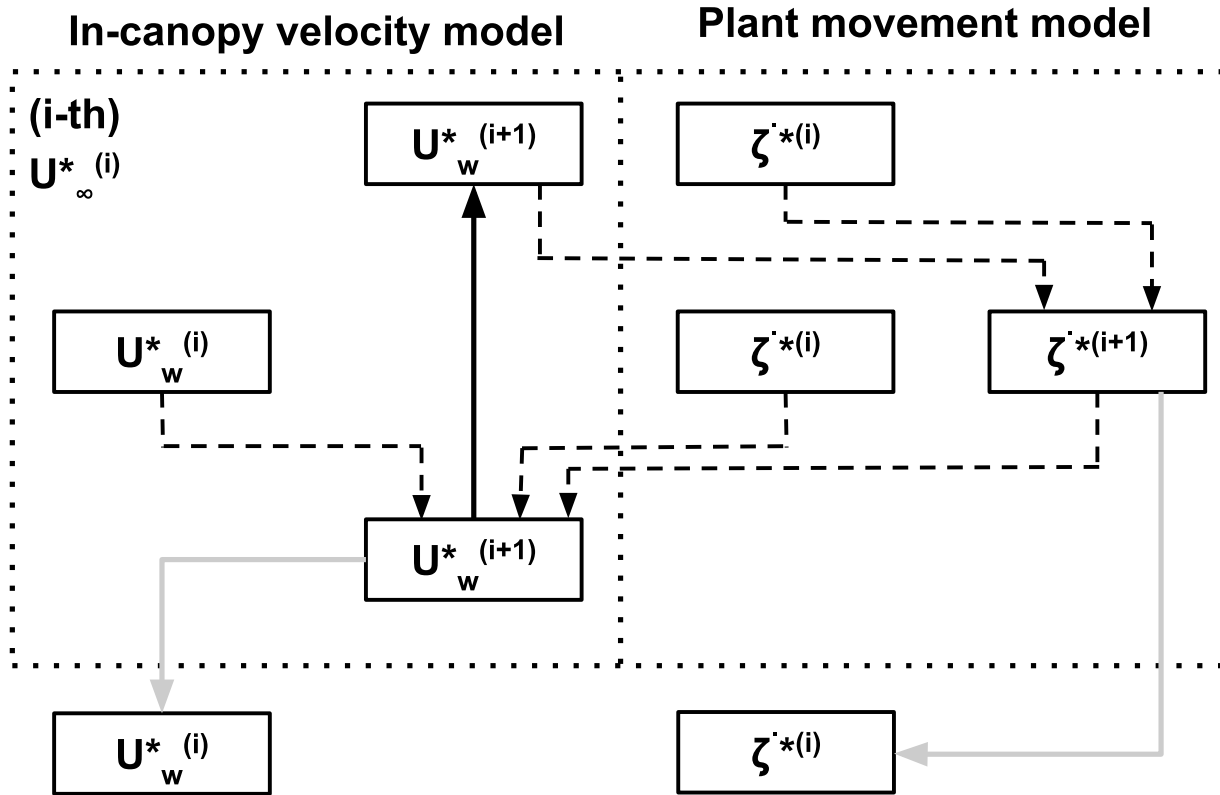 In-canopy velocity model
Plant movement model
(i-th)
U*∞(i)
U*w(i+1)
ζ̇*(i)
U*w(i)
ζ̇*(i)
ζ̇*(i+1)
U*w(i+1)
U*w(i)
ζ̇*(i)